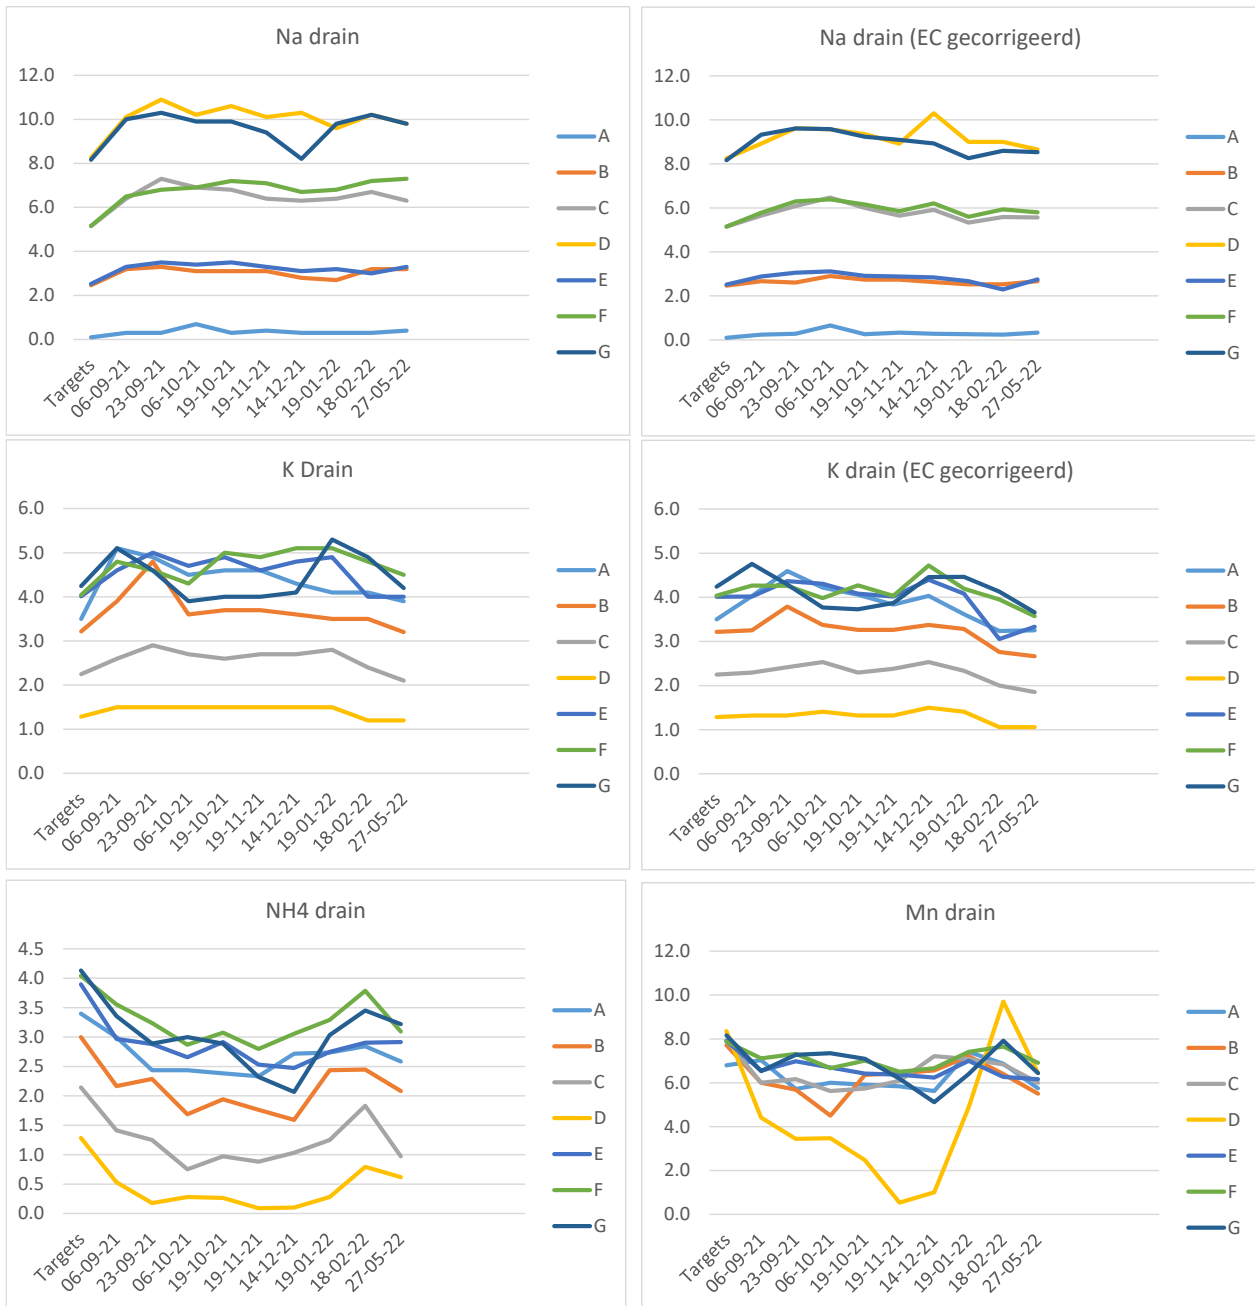 Na drain
12.0
10.0
8.0
6.0
4.0
2.0
0.0
Targets
06-09-21
23-09-21
06-10-21
19-10-21
19-11-21
14-12-21
19-01-22
18-02-22
27-05-22
A
B
C
D
E
F
G
Na drain (EC gecorrigeerd)
12.0
10.0
8.0
6.0
4.0
2.0
0.0
Targets
06-09-21
23-09-21
06-10-21
19-10-21
19-11-21
14-12-21
19-01-22
18-02-22
27-05-22
A
B
C
D
E
F
G
K Drain
6.0
5.0
4.0
3.0
2.0
1.0
0.0
Targets
06-09-21
23-09-21
06-10-21
19-10-21
19-11-21
14-12-21
19-01-22
18-02-22
27-05-22
A
B
C
D
E
F
G
K drain (EC gecorrigeerd)
6.0
5.0
4.0
3.0
2.0
1.0
0.0
Targets
06-09-21
23-09-21
06-10-21
19-10-21
19-11-21
14-12-21
19-01-22
18-02-22
27-05-22
A
B
C
D
E
F
G
NH4 drain
4.5
4.0
3.5
3.0
2.5
2.0
1.5
1.0
0.5
0.0
Targets
06-09-21
23-09-21
06-10-21
19-10-21
19-11-21
14-12-21
19-01-22
18-02-22
27-05-22
A
B
C
D
E
F
G
Mn drain
12.0
10.0
8.0
6.0
4.0
2.0
0.0
Targets
06-09-21
23-09-21
06-10-21
19-10-21
19-11-21
14-12-21
19-01-22
18-02-22
27-05-22
A
B
C
D
E
F
G